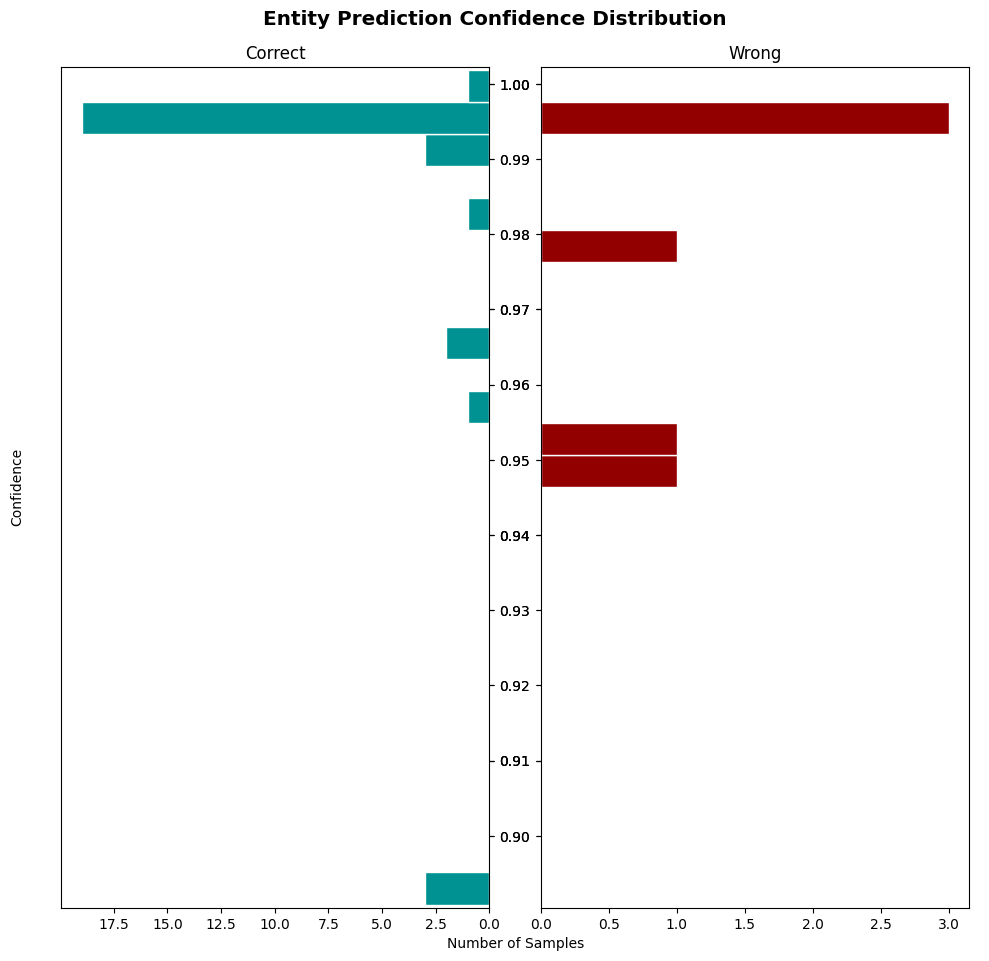 Entity Prediction Confidence Distribution
Correct
Wrong
1.00
0.99
0.98
0.97
0.96
0.95
0.94
0.93
0.92
0.91
0.90
Confidence
17.5 15.0 12.5 10.0 7.5 5.0 2.5 0.0
0.0 0.5 1.0 1.5 2.0 2.5 3.0
Number of Samples